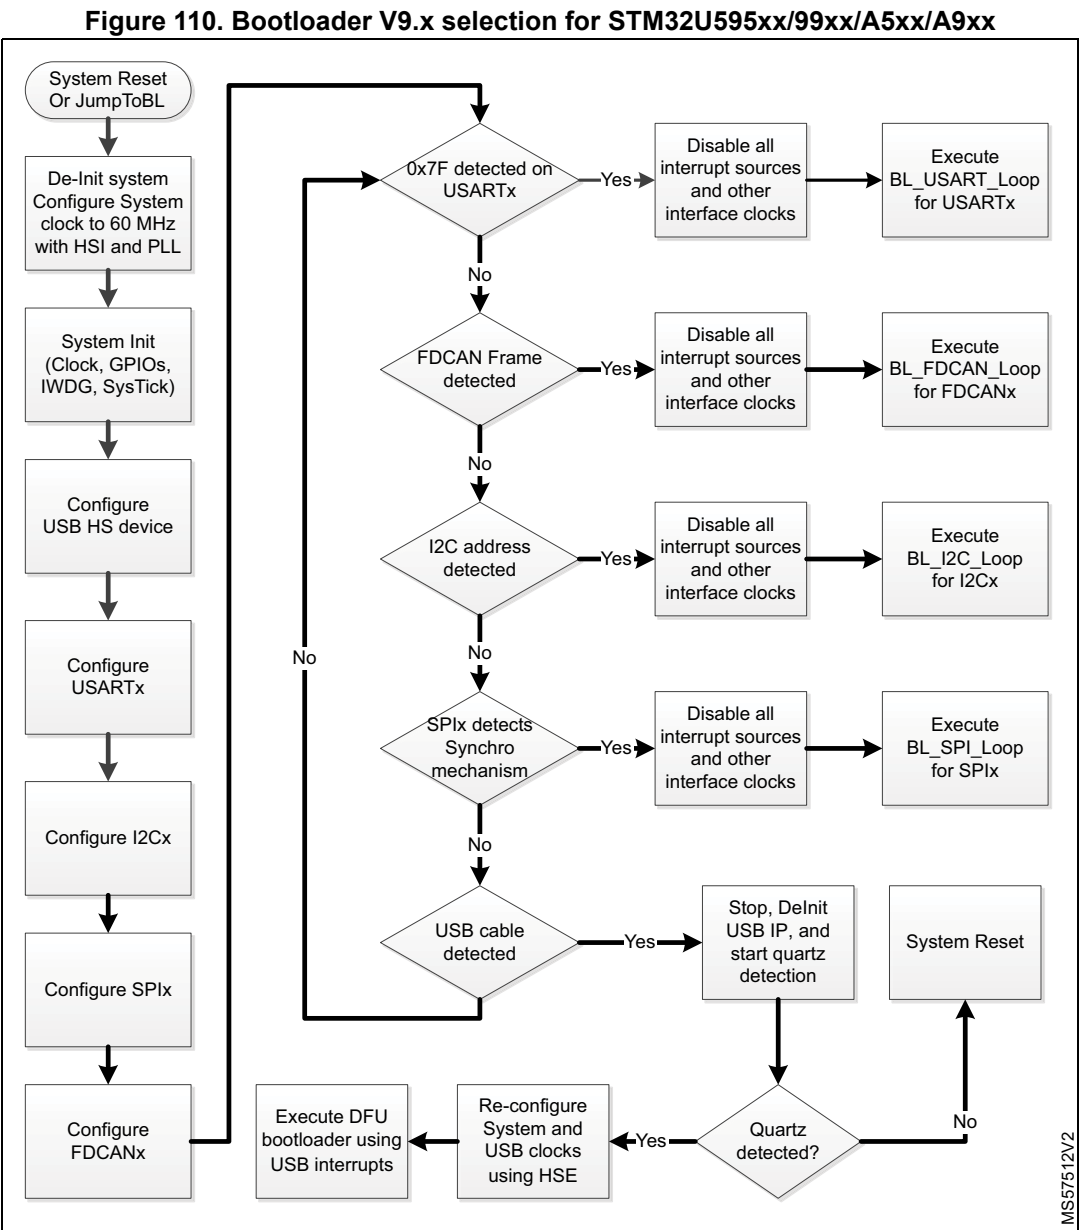 Figure 110. Bootloader V9.x selection for STM32U595xx/99xx/A5xx/A9xx
System Reset
Or JumpToBL
De-Init system
Configure System
clock to 60 MHz
with HSI and PLL
System Init
(Clock, GPIOs,
IWDG, SysTick)
Configure
USB HS device
Configure
USARTx
Configure I2Cx
Configure SPIx
Configure
FDCANx
0x7F detected on
USARTx
Yes
Disable all
interrupt sources
and other
interface clocks
Execute
BL_USART_Loop
for USARTx
No
FDCAN Frame
detected
Yes
Disable all
interrupt sources
and other
interface clocks
Execute
BL_FDCAN_Loop
for FDCANx
No
I2C address
detected
Yes
Disable all
interrupt sources
and other
interface clocks
Execute
BL_I2C_Loop
for I2Cx
No
No
SPIx detects
Synchro
mechanism
Yes
Disable all
interrupt sources
and other
interface clocks
Execute
BL_SPI_Loop
for SPIx
No
USB cable
detected
Yes
Stop, DeInit
USB IP, and
start quartz
detection
System Reset
Quartz
detected?
No
Yes
Re-configure
System and
USB clocks
using HSE
Execute DFU
bootloader using
USB interrupts
MS57512V2